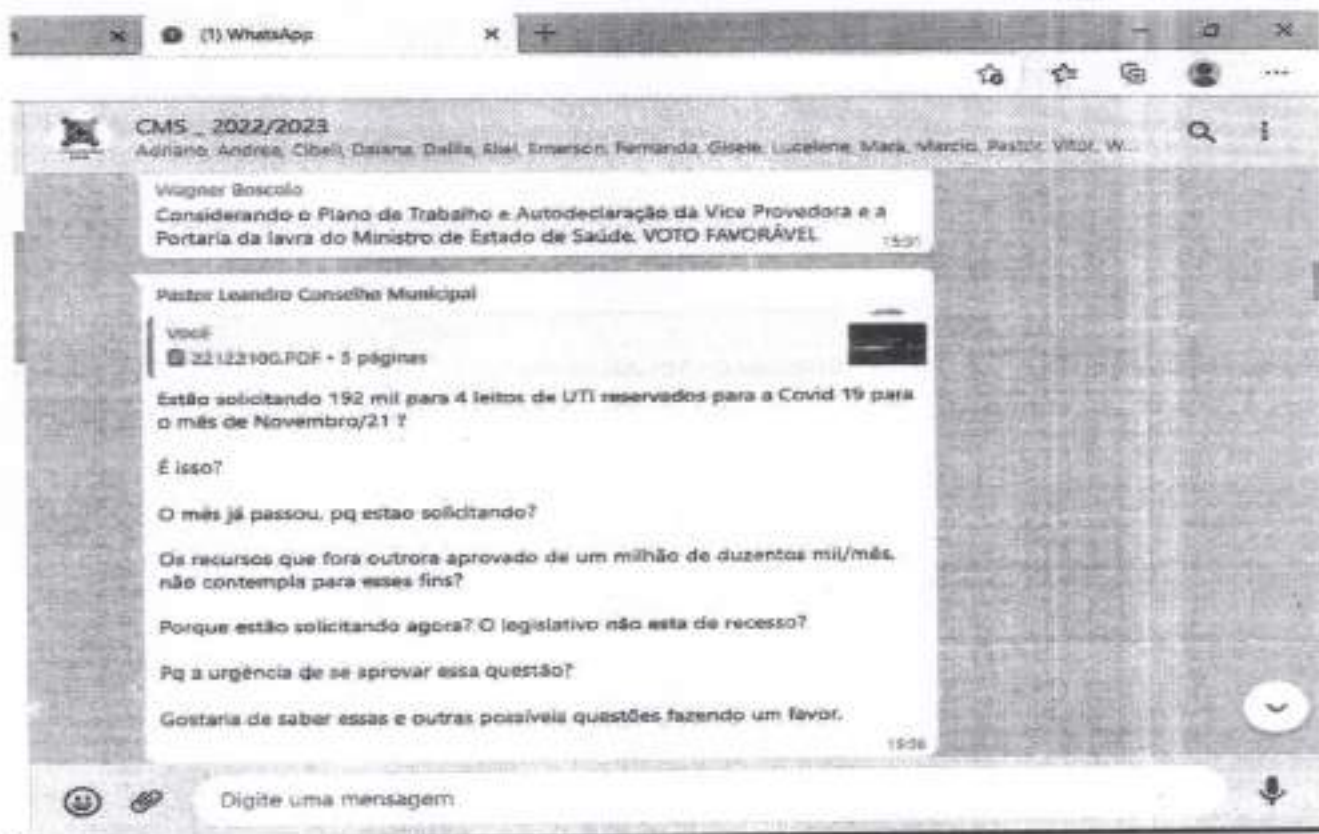 (1) WhatsApp
CMS _ 2022/2023
Adriano, Andrea, Cibeli, Daiana, Dalila, Eliel, Emerson, Fernanda, Gisele, Lucelene, Mara, Marcio, Pastor, Vitor, W...
Wagner Boscolo
Considerando o Plano de Trabalho e Autodeclaração da Vice Provedora e a
Portaria da lavra do Ministro de Estado de Saúde, VOTO FAVORÁVEL
Pastor Leandro Conselho Municipal
Você
22122100.PDF • 5 páginas
Estão solicitando 192 mil para 4 leitos de UTI reservados para a Covid 19 para
o mês de Novembro/21 ?
É isso?
O mês já passou, pq estao solicitando?
Os recursos que fora outrora aprovado de um milhão de duzentos mil/mês,
não contempla para esses fins?
Porque estão solicitando agora? O legislativo não esta de recesso?
Pq a urgência de se aprovar essa questão?
Gostaria de saber essas e outras possíveis questões fazendo um favor.
Digite uma mensagem